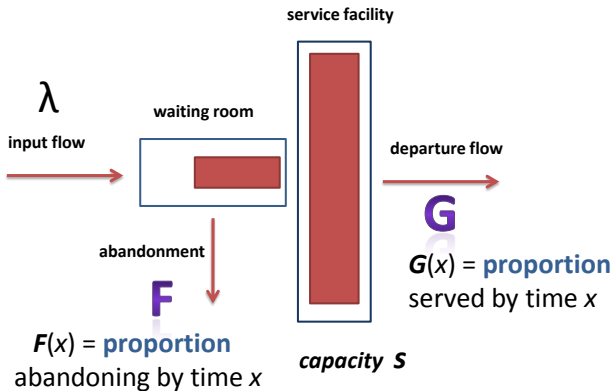 service facility
λ
waiting room
input flow
departure flow
abandonment
G
F
G(x) = proportion
served by time x
F(x) = proportion
abandoning by time x
capacity S